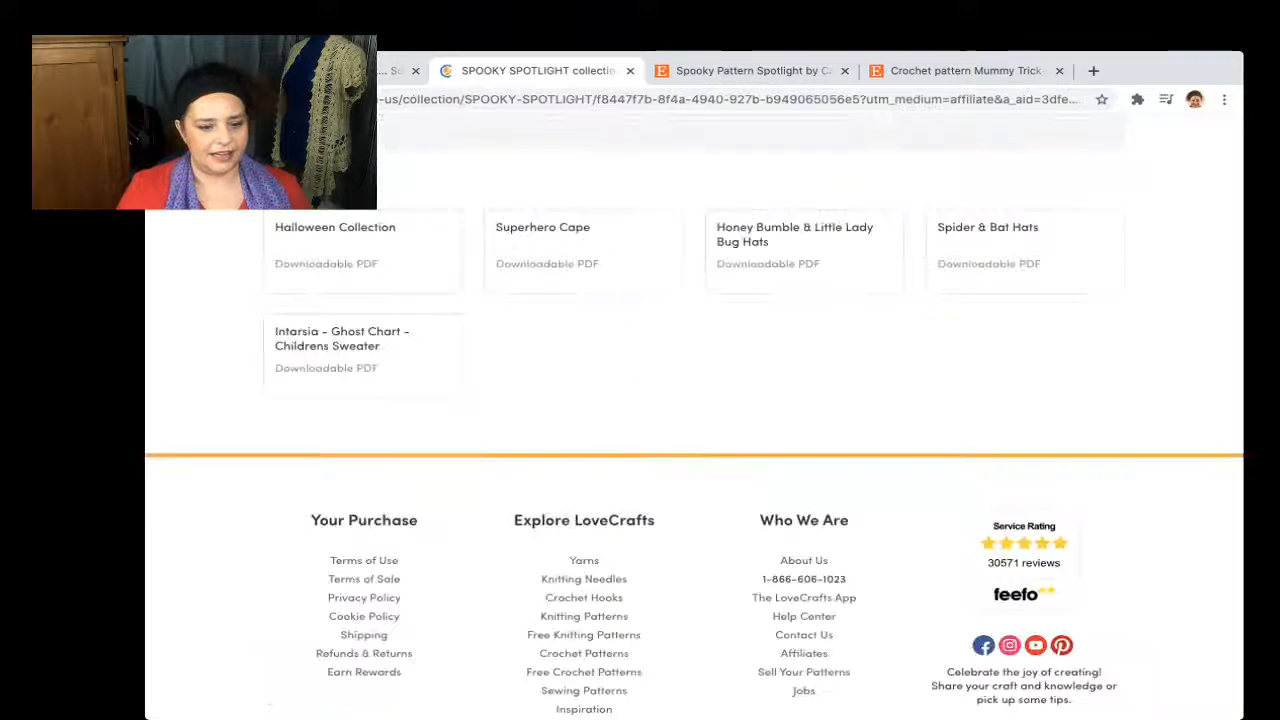 .... Se
SPOOKY SPOTLIGHT collectio
Spooky Pattern Spotlight by Ca
Crochet pattern Mummy Trick-
-us/collection/SPOOKY-SPOTLIGHT/f8447f7b-8f4a-4940-927b-b949065056e5?utm_medium=affiliate&a_aid=3dfe...
Halloween Collection
Downloadable PDF
Superhero Cape
Downloadable PDF
Honey Bumble & Little Lady
Bug Hats
Downloadable PDF
Spider & Bat Hats
Downloadable PDF
Intarsia - Ghost Chart -
Childrens Sweater
Downloadable PDF
Your Purchase
Terms of Use
Terms of Sale
Privacy Policy
Cookie Policy
Shipping
Refunds & Returns
Earn Rewards
Explore LoveCrafts
Yarns
Knitting Needles
Crochet Hooks
Knitting Patterns
Free Knitting Patterns
Crochet Patterns
Free Crochet Patterns
Sewing Patterns
Inspiration
Who We Are
About Us
1-866-606-1023
The LoveCrafts App
Help Center
Contact Us
Affiliates
Sell Your Patterns
Jobs
Service Rating
30571 reviews
feefo
Celebrate the joy of creating!
Share your craft and knowledge or
pick up some tips.